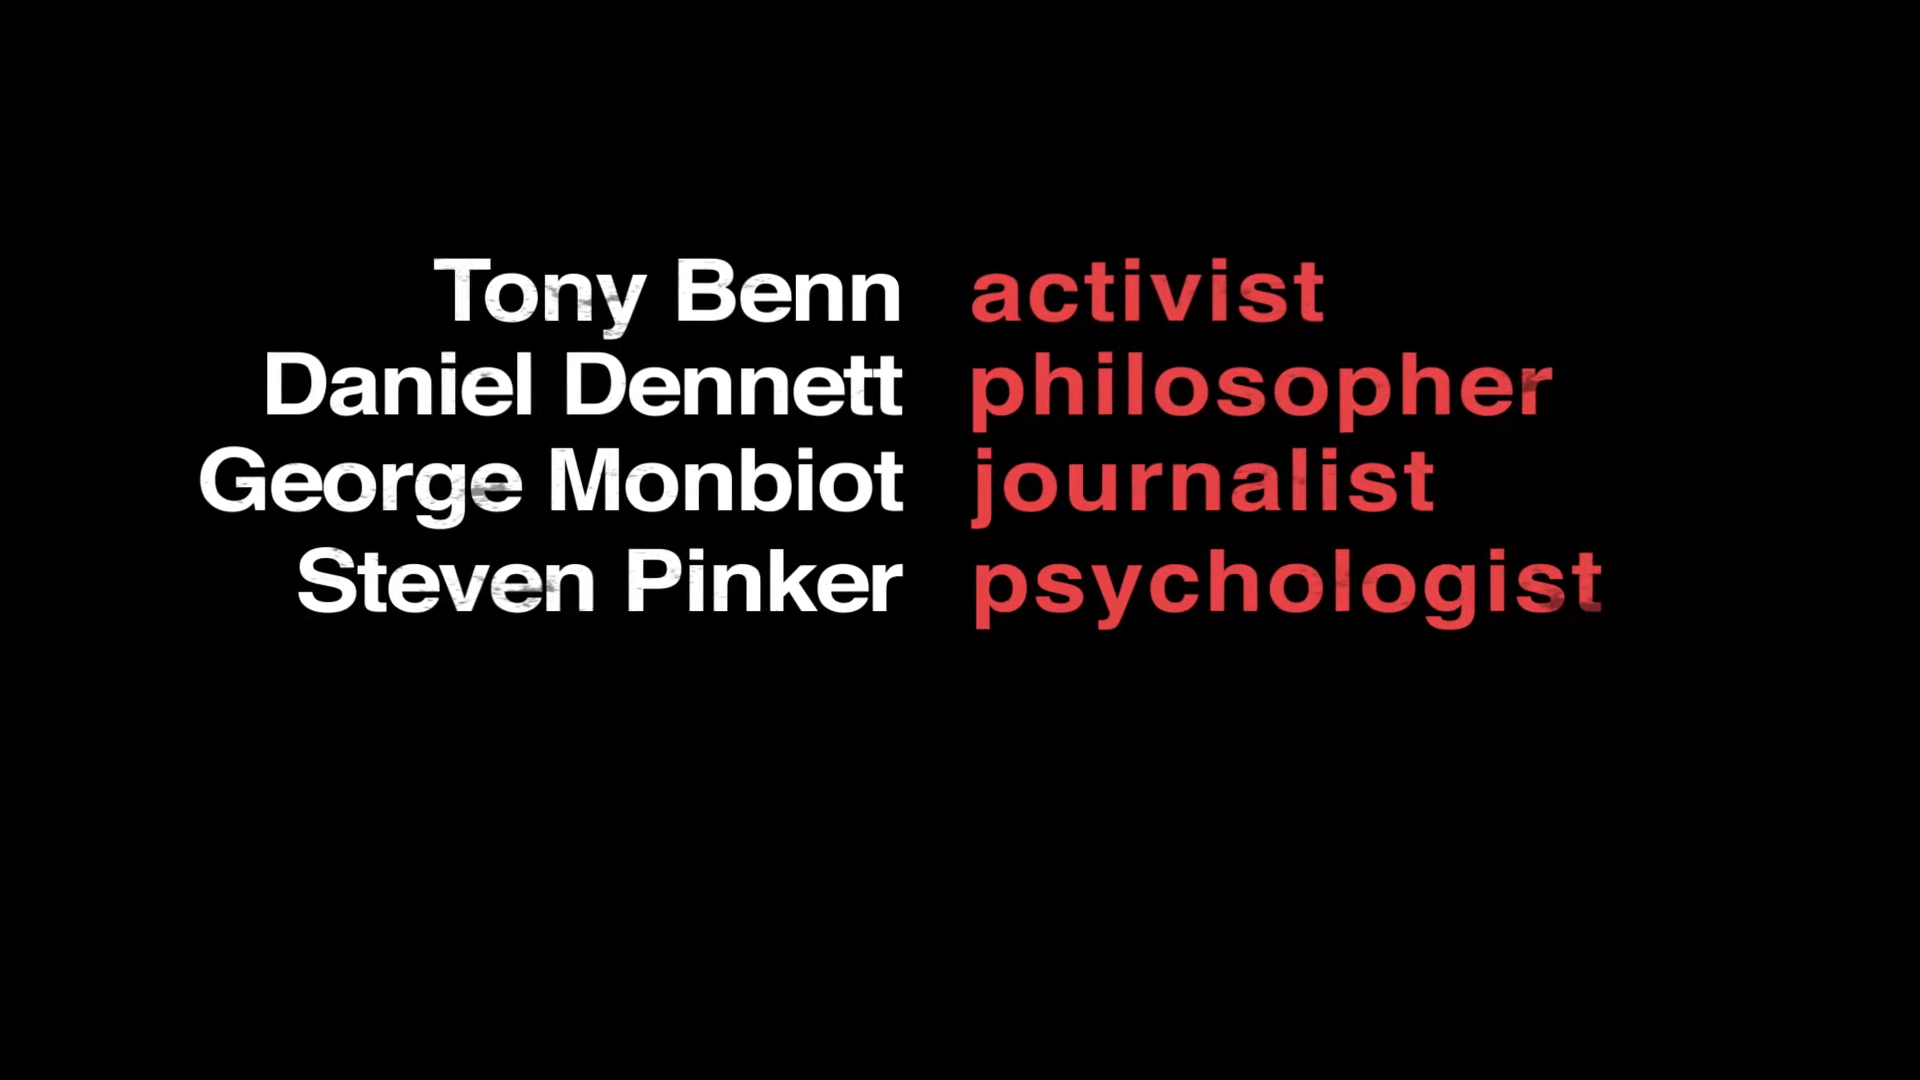 Tony Benn activist
Daniel Dennett philosopher
George Monbiot journalist
Steven Pinker psychologist